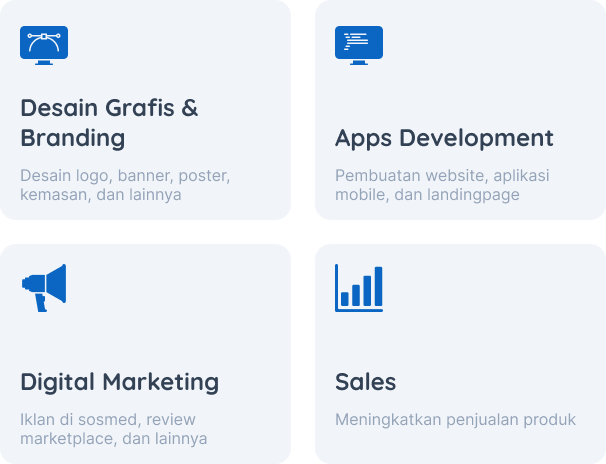 Desain Grafis &
Branding
Desain logo, banner, poster,
kemasan, dan lainnya
Apps Development
Pembuatan website, aplikasi
mobile, dan landingpage
Digital Marketing
Iklan di sosmed, review
marketplace, dan lainnya
Sales
Meningkatkan penjualan produk